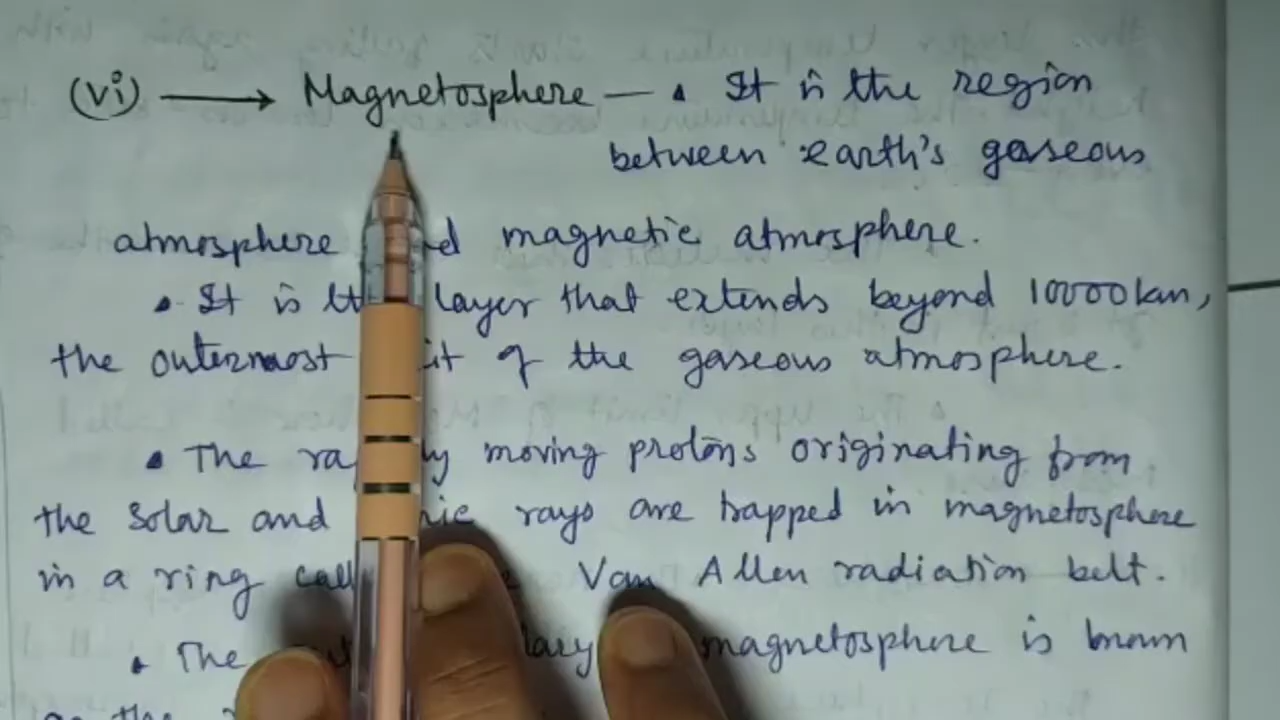 (vi) → Magnetosphere — • It is the region
between earth's gaseous
atmosphere magnetic atmosphere.
• It is layer that extends beyond 10000km,
the outermost of the gaseous atmosphere.
• The moving protons originating from
the solar and rays are trapped in magnetosphere
in a ring Van Allen radiation belt.
• The magnetosphere is known